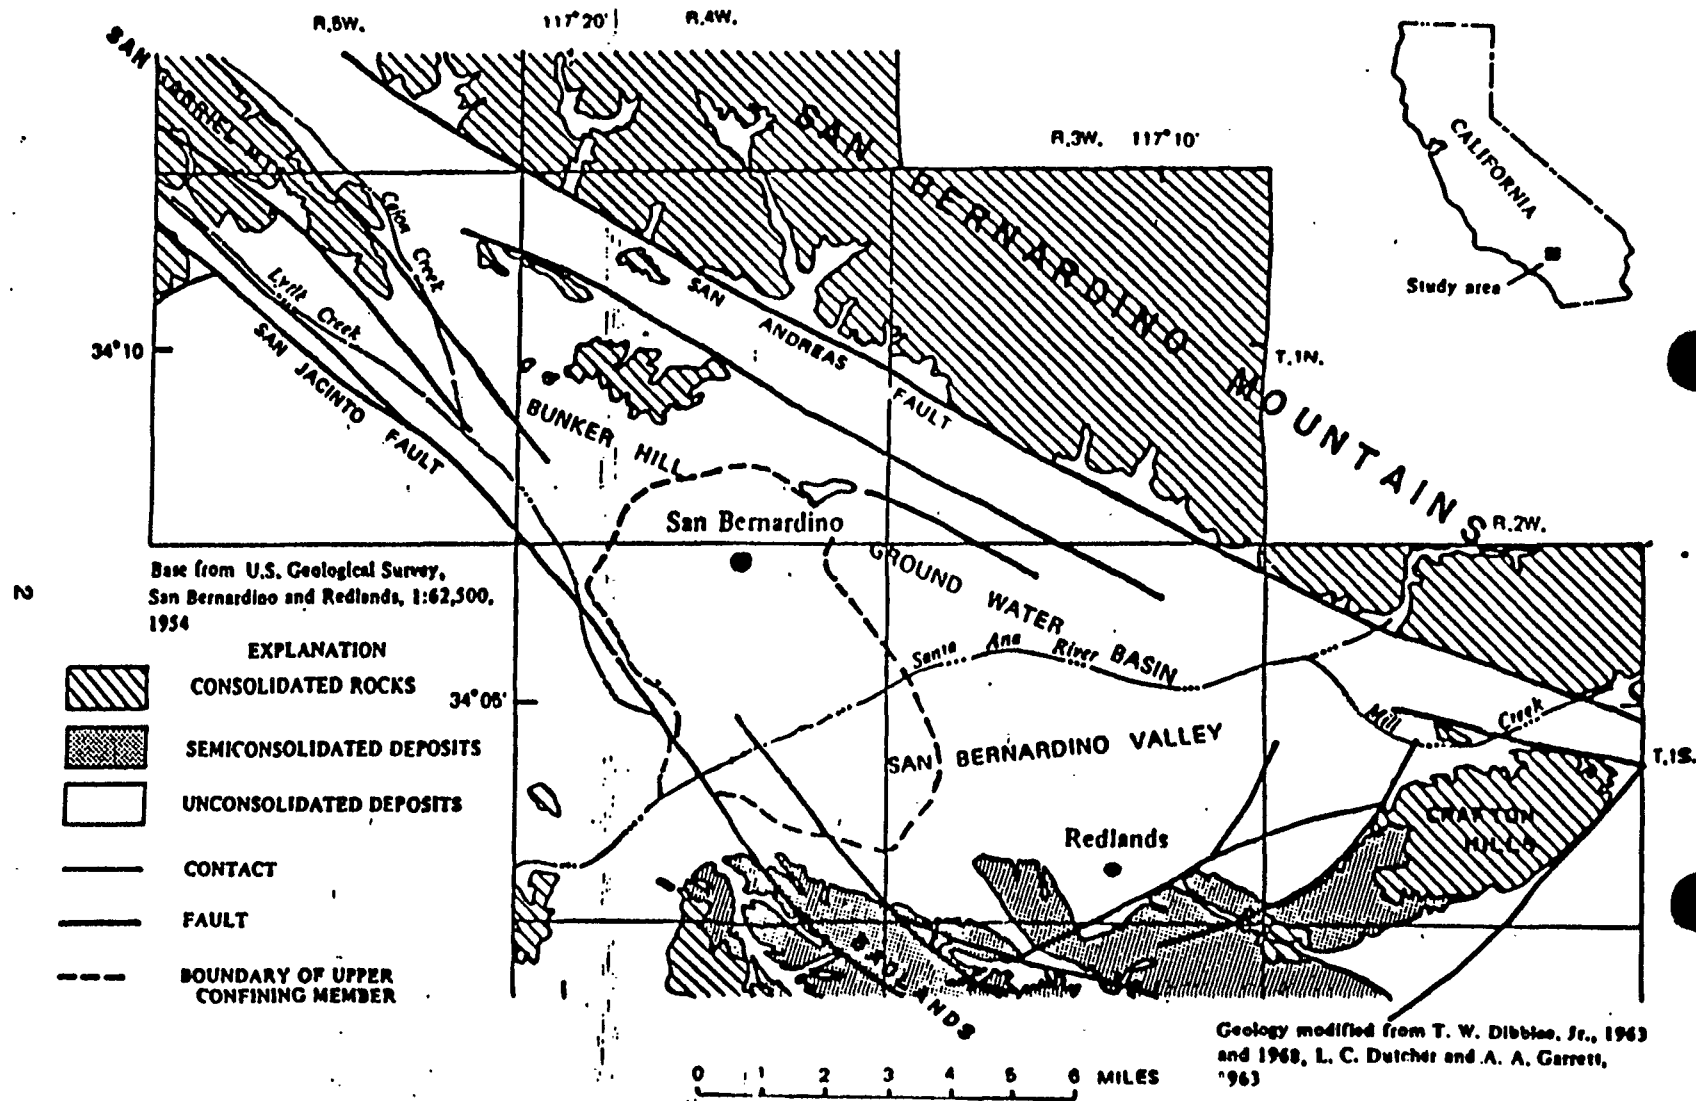 R.5W.
117°20'
R.4W.
SAN
GABRIEL MTS
SAN
BERNARDINO
MOUNTAINS
R.3W. 117°10'
CALIFORNIA
Study area
Cajon
Creek
Lytle
Creek
SAN
ANDREAS
FAULT
34°10
SAN
JACINTO
FAULT
T.1N.
BUNKER HILL
San Bernardino
R.2W.
GROUND WATER
BASIN
Base from U.S. Geological Survey,
San Bernardino and Redlands, 1:62,500,
1954
2
Santa Ana River
EXPLANATION
CONSOLIDATED ROCKS
34°05'
Mill Creek
SEMICONSOLIDATED DEPOSITS
SAN BERNARDINO VALLEY
T.1S.
UNCONSOLIDATED DEPOSITS
CRAFTON
HILLS
Redlands
CONTACT
FAULT
BADLANDS
BOUNDARY OF UPPER
CONFINING MEMBER
Geology modified from T. W. Dibblee, Jr., 1963
and 1968, L. C. Dutcher and A. A. Garrett,
1963
0 1 2 3 4 5 6 MILES